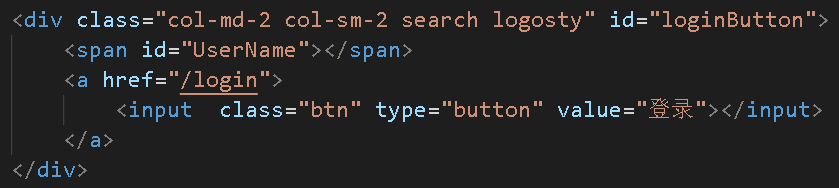 <div class="col-md-2 col-sm-2 search logosty" id="loginButton">
    <span id="UserName"></span>
    <a href="/login">
        <input  class="btn" type="button" value="登录"></input>
    </a>
</div>